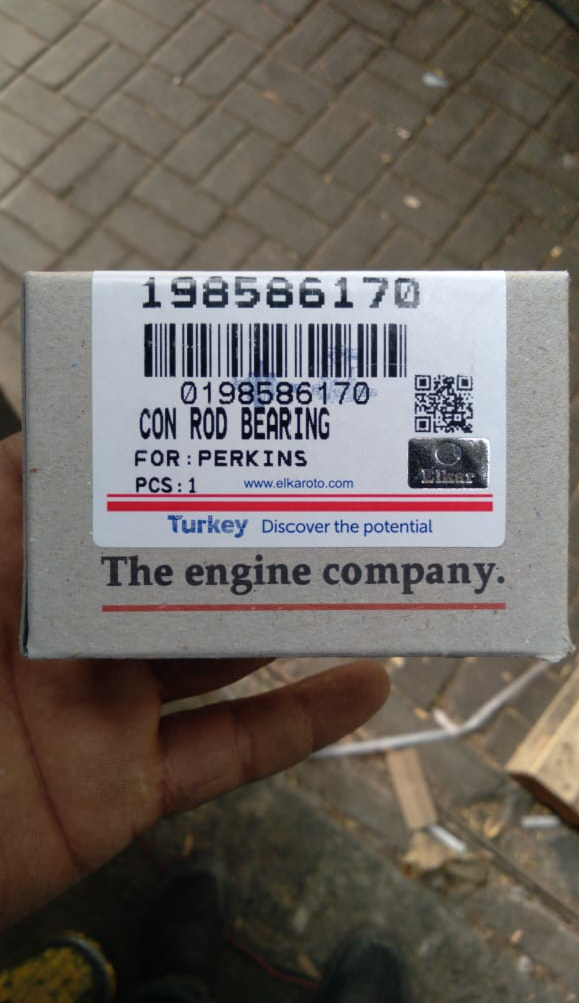 198586170
0198586170
CON ROD BEARING
FOR:PERKINS
PCS:1
www.elkaroto.com
Elksr
Turkey Discover the potential
The engine company.